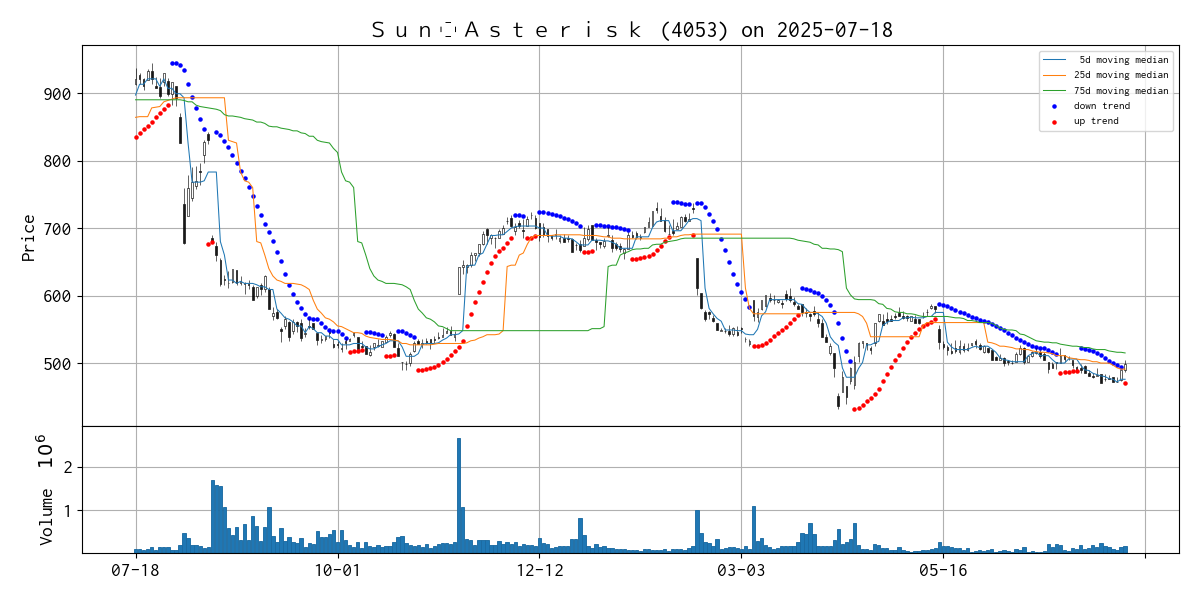 Ｓｕｎ Ａｓｔｅｒｉｓｋ (4053) on 2025-07-18
5d moving median
25d moving median
75d moving median
down trend
up trend
Price
900
800
700
600
500
Volume 10^6
2
1
07-18 10-01 12-12 03-03 05-16